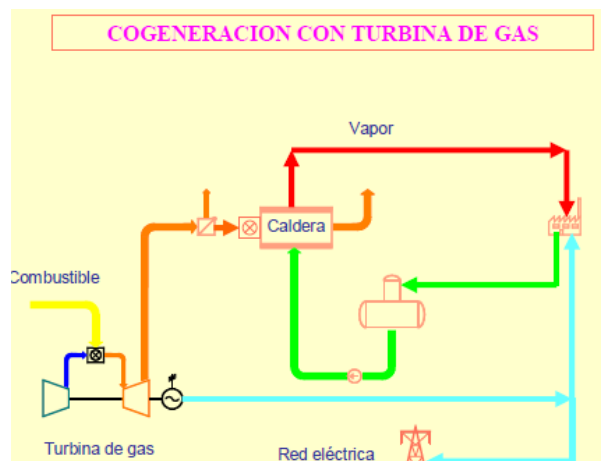 COGENERACION CON TURBINA DE GAS
Vapor
Caldera
Combustible
Turbina de gas
Red eléctrica